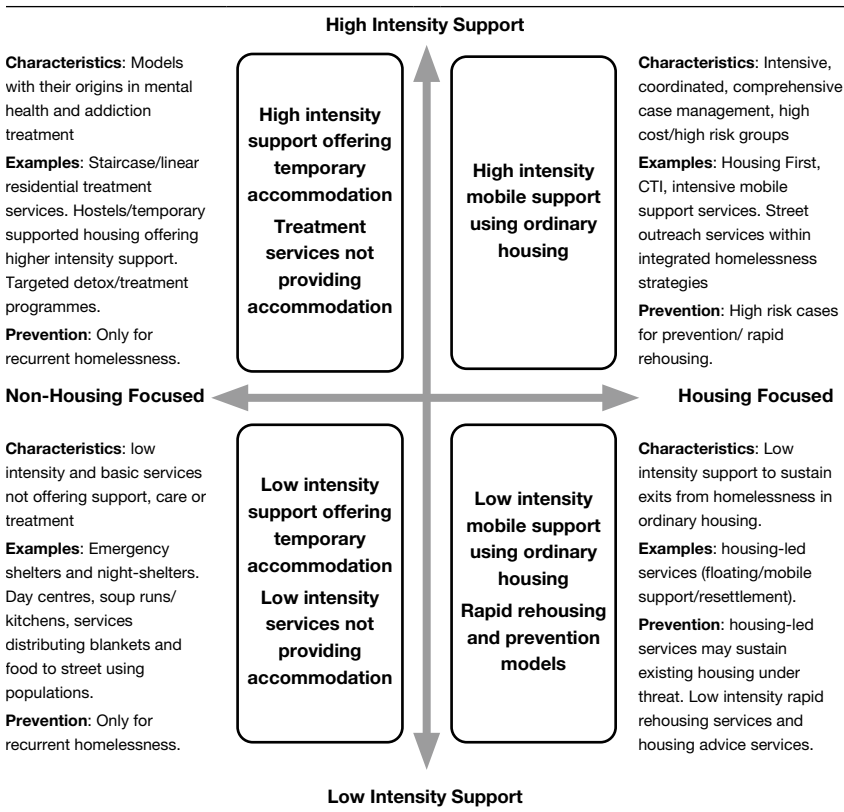 High Intensity Support
Characteristics: Models
with their origins in mental
health and addiction
treatment
Examples: Staircase/linear
residential treatment
services. Hostels/temporary
supported housing offering
higher intensity support.
Targeted detox/treatment
programmes.
Prevention: Only for
recurrent homelessness.
High intensity
support offering
temporary
accommodation
Treatment
services not
providing
accommodation
High intensity
mobile support
using ordinary
housing
Characteristics: Intensive,
coordinated, comprehensive
case management, high
cost/high risk groups
Examples: Housing First,
CTI, intensive mobile
support services. Street
outreach services within
integrated homelessness
strategies
Prevention: High risk cases
for prevention/ rapid
rehousing.
Non-Housing Focused
Housing Focused
Characteristics: low
intensity and basic services
not offering support, care or
treatment
Examples: Emergency
shelters and night-shelters.
Day centres, soup runs/
kitchens, services
distributing blankets and
food to street using
populations.
Prevention: Only for
recurrent homelessness.
Low intensity
support offering
temporary
accommodation
Low intensity
services not
providing
accommodation
Low intensity
mobile support
using ordinary
housing
Rapid rehousing
and prevention
models
Characteristics: Low
intensity support to sustain
exits from homelessness in
ordinary housing.
Examples: housing-led
services (floating/mobile
support/resettlement).
Prevention: housing-led
services may sustain
existing housing under
threat. Low intensity rapid
rehousing services and
housing advice services.
Low Intensity Support